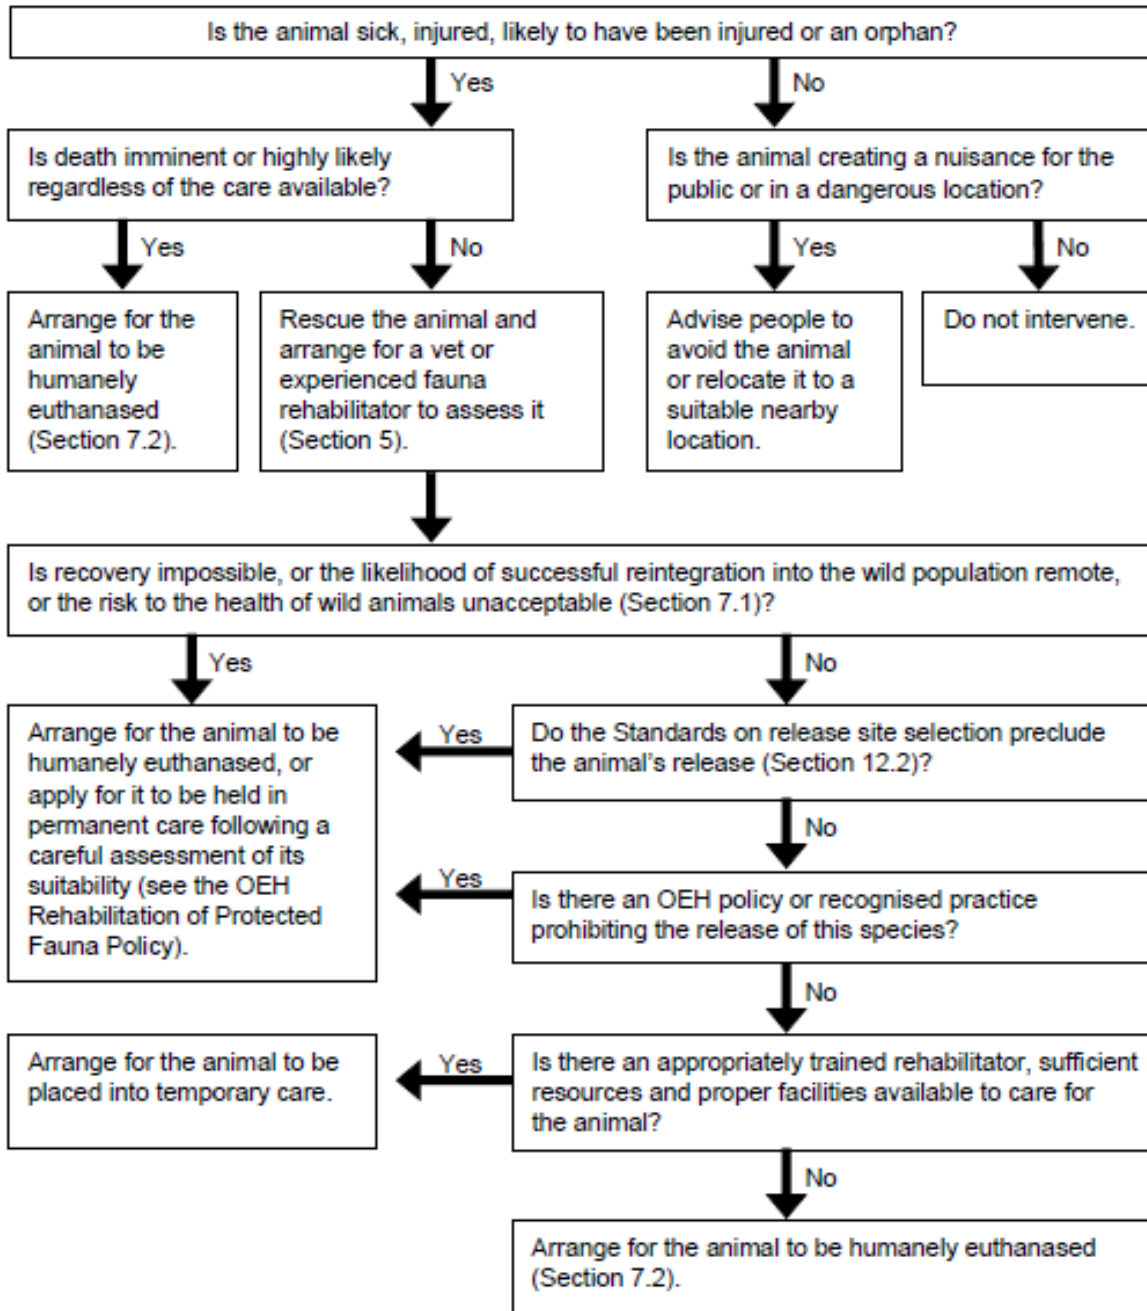 Is the animal sick, injured, likely to have been injured or an orphan?
Yes
No
Is death imminent or highly likely
regardless of the care available?
Is the animal creating a nuisance for the
public or in a dangerous location?
Yes
No
Yes
No
Arrange for the
animal to be
humanely
euthanased
(Section 7.2).
Rescue the animal and
arrange for a vet or
experienced fauna
rehabilitator to assess it
(Section 5).
Advise people to
avoid the animal
or relocate it to a
suitable nearby
location.
Do not intervene.
Is recovery impossible, or the likelihood of successful reintegration into the wild population remote,
or the risk to the health of wild animals unacceptable (Section 7.1)?
Yes
No
Arrange for the animal to be
humanely euthanased, or
apply for it to be held in
permanent care following a
careful assessment of its
suitability (see the OEH
Rehabilitation of Protected
Fauna Policy).
Yes
Do the Standards on release site selection preclude
the animal's release (Section 12.2)?
No
Yes
Is there an OEH policy or recognised practice
prohibiting the release of this species?
No
Arrange for the animal to be
placed into temporary care.
Yes
Is there an appropriately trained rehabilitator, sufficient
resources and proper facilities available to care for
the animal?
No
Arrange for the animal to be humanely euthanased
(Section 7.2).